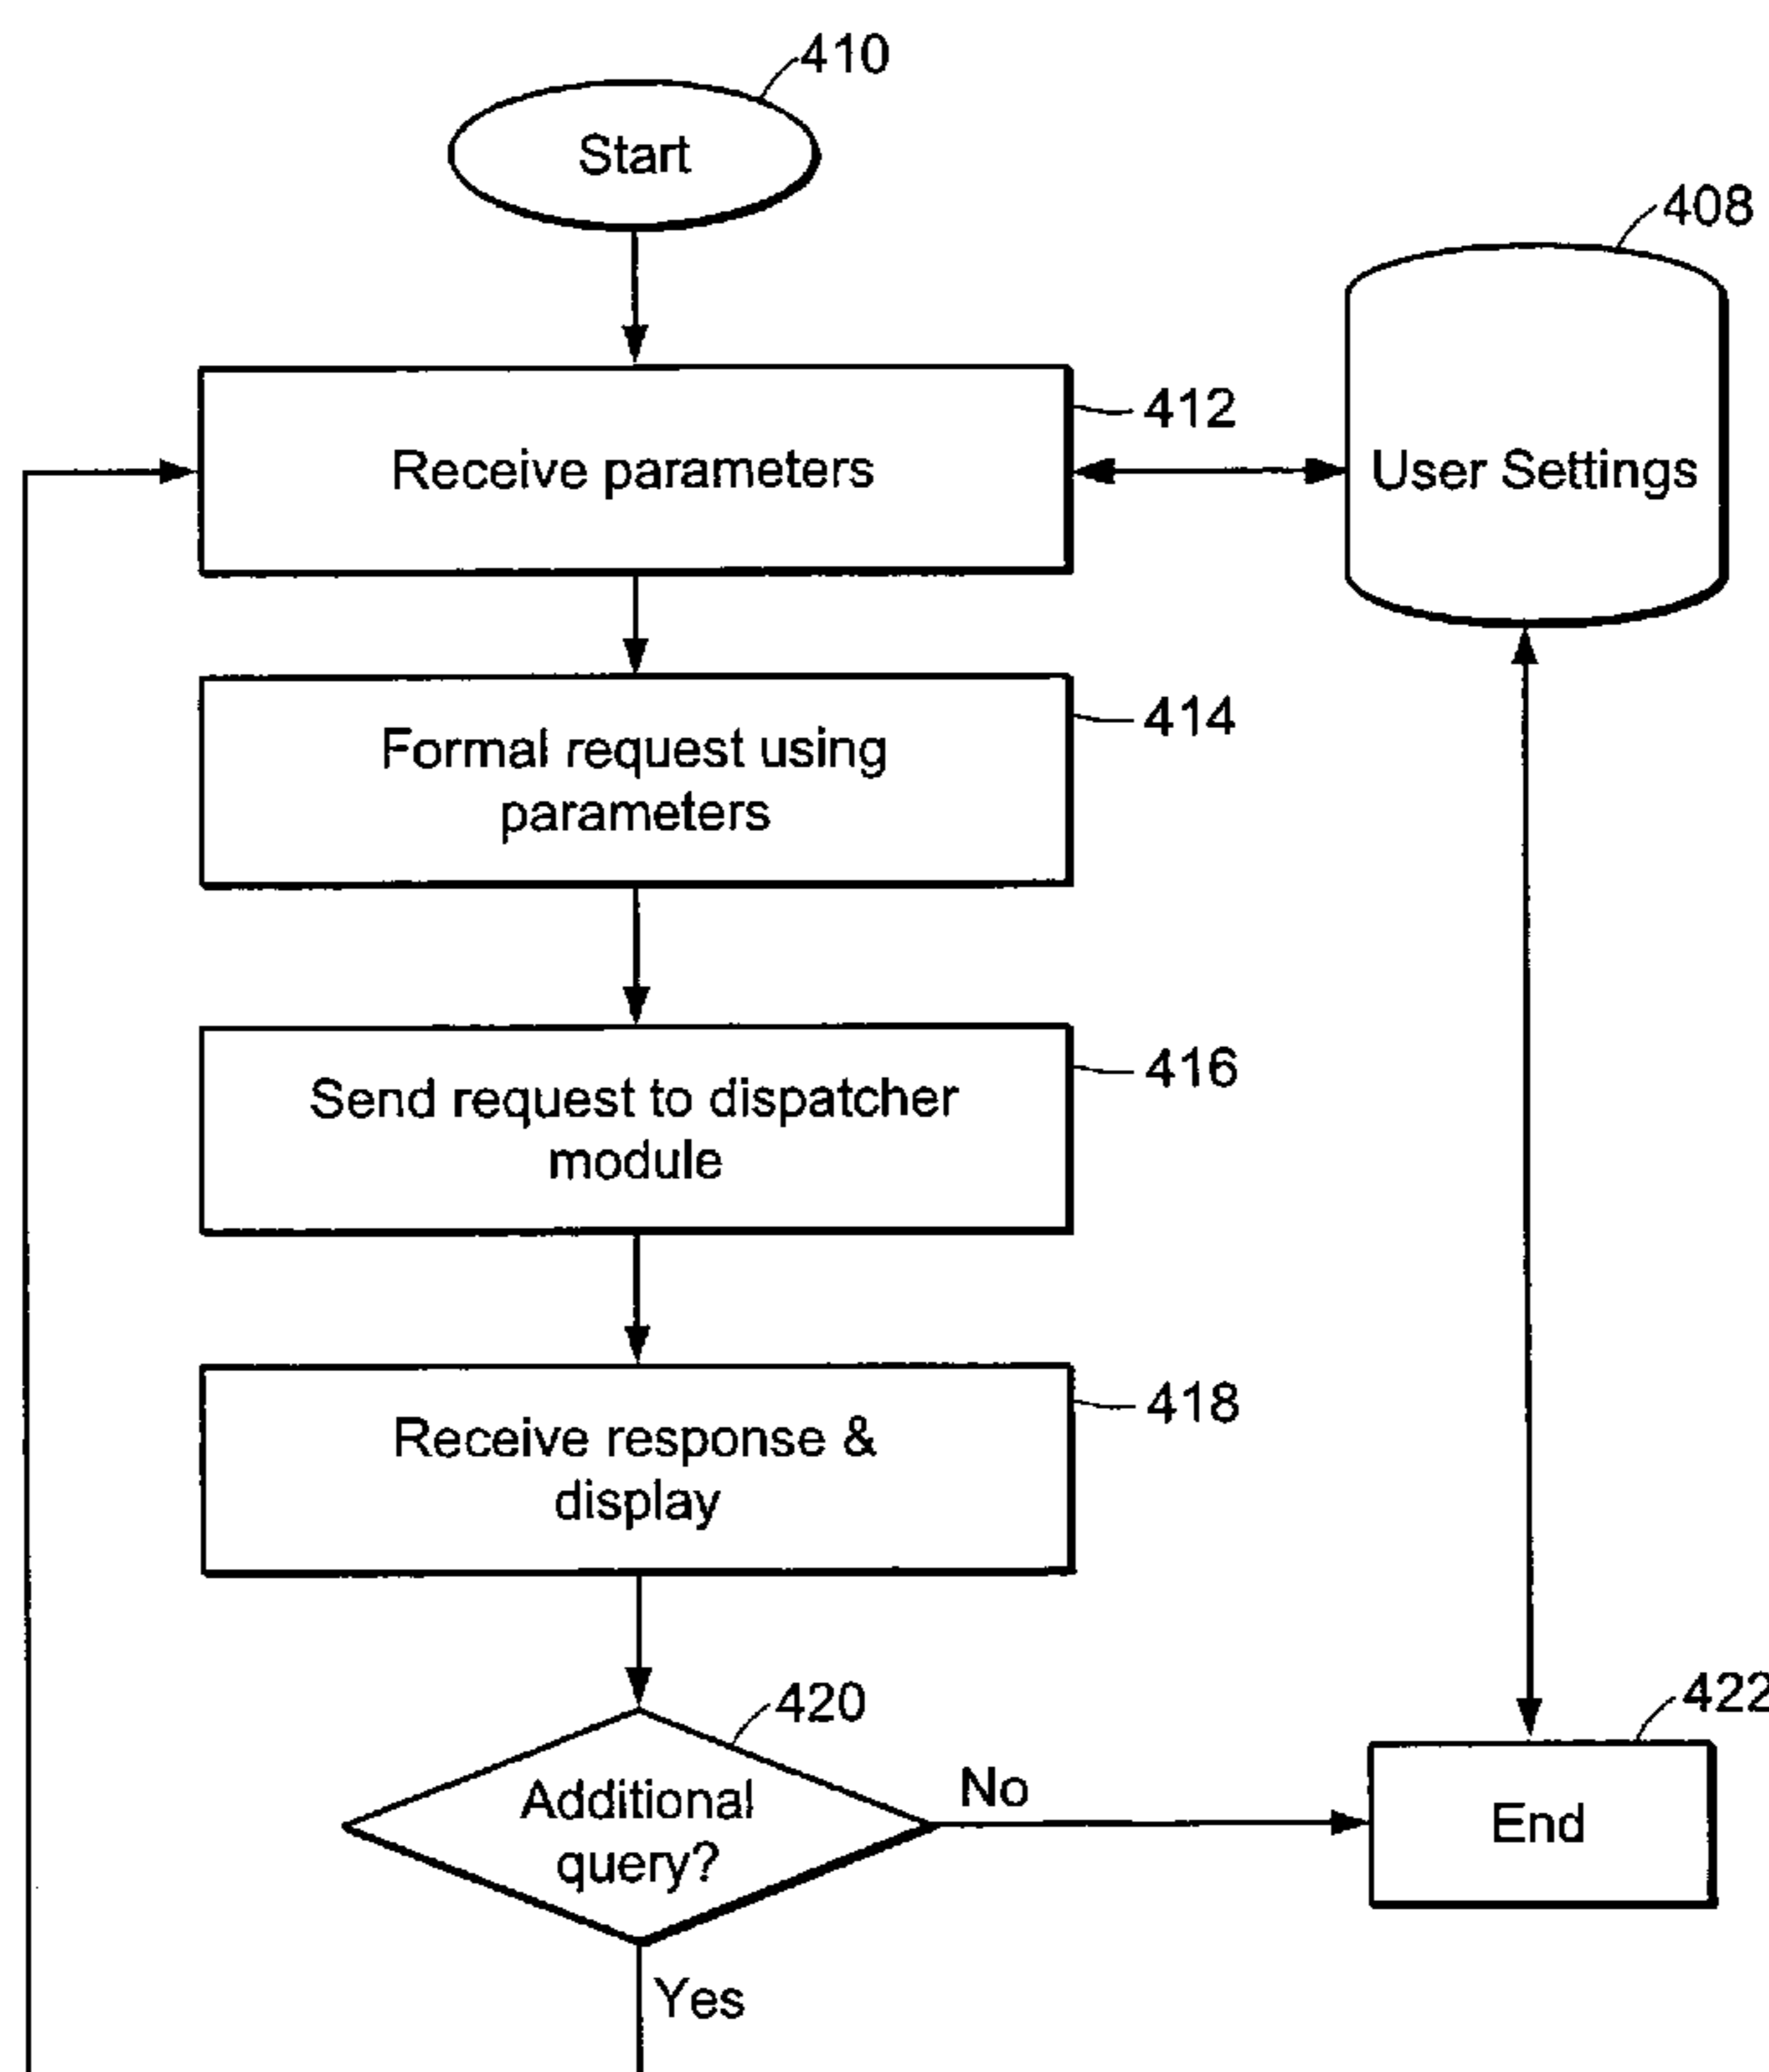 410
Start
408
412
Receive parameters
User Settings
414
Formal request using
parameters
416
Send request to dispatcher
module
418
Receive response &
display
420
422
Additional
query?
No
End
Yes